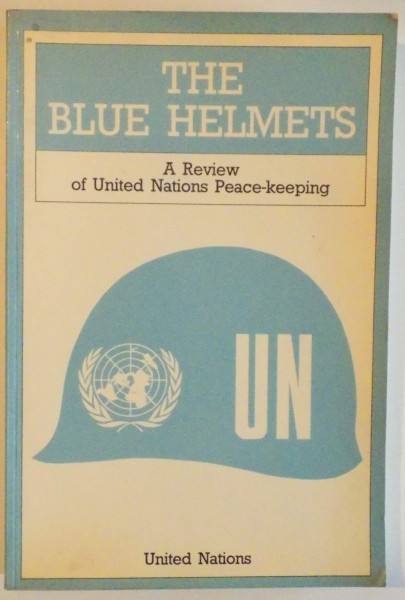 THE
BLUE HELMETS
A Review
of United Nations Peace-keeping
UN
United Nations